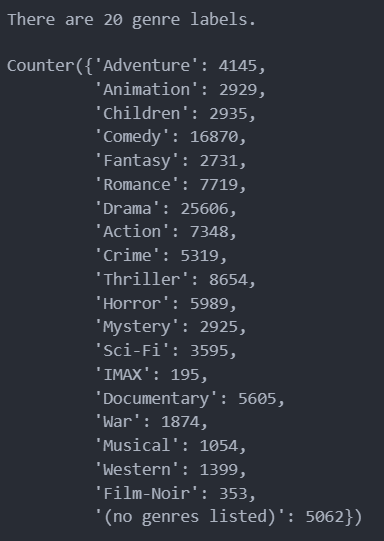 There are 20 genre labels.
Counter({'Adventure': 4145,
'Animation': 2929,
'Children': 2935,
'Comedy': 16870,
'Fantasy': 2731,
'Romance': 7719,
'Drama': 25606,
'Action': 7348,
'Crime': 5319,
'Thriller': 8654,
'Horror': 5989,
'Mystery': 2925,
'Sci-Fi': 3595,
'IMAX': 195,
'Documentary': 5605,
'War': 1874,
'Musical': 1054,
'Western': 1399,
'Film-Noir': 353,
'(no genres listed)': 5062})